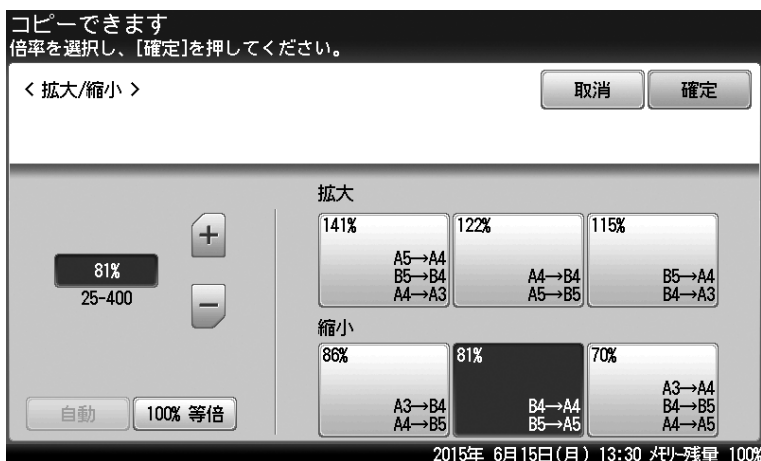 コピーできます
倍率を選択し、[確定]を押してください。
< 拡大/縮小 >
取消
確定
拡大
141%
A5→A4
B5→B4
A4→A3
122%
A4→B4
A5→B5
115%
B5→A4
B4→A3
+
81%
25-400
−
縮小
86%
A3→B4
A4→B5
81%
B4→A4
B5→A5
70%
A3→A4
B4→B5
A4→A5
自動
100% 等倍
2015年 6月15日(月) 13:30 ﾒﾓﾘｰ残量 100%